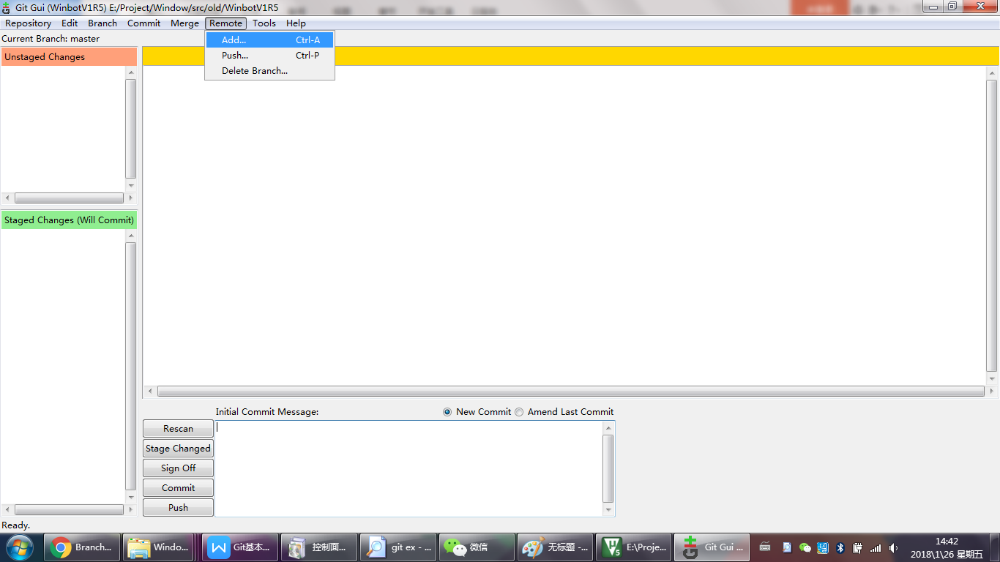 Git Gui (WinbotV1R5) E:/Project/Window/src/old/WinbotV1R5
Repository Edit Branch Commit Merge Remote Tools Help
Current Branch: master
Add... Ctrl-A
Push... Ctrl-P
Delete Branch...
Unstaged Changes
Staged Changes (Will Commit)
Initial Commit Message:
New Commit
Amend Last Commit
Rescan
Stage Changed
Sign Off
Commit
Push
Ready.
Branch...
Windo...
Git基本...
控制面...
git ex - ...
微信
无标题 -...
E:\Proje...
Git Gui ...
14:42
2018\1\26 星期五